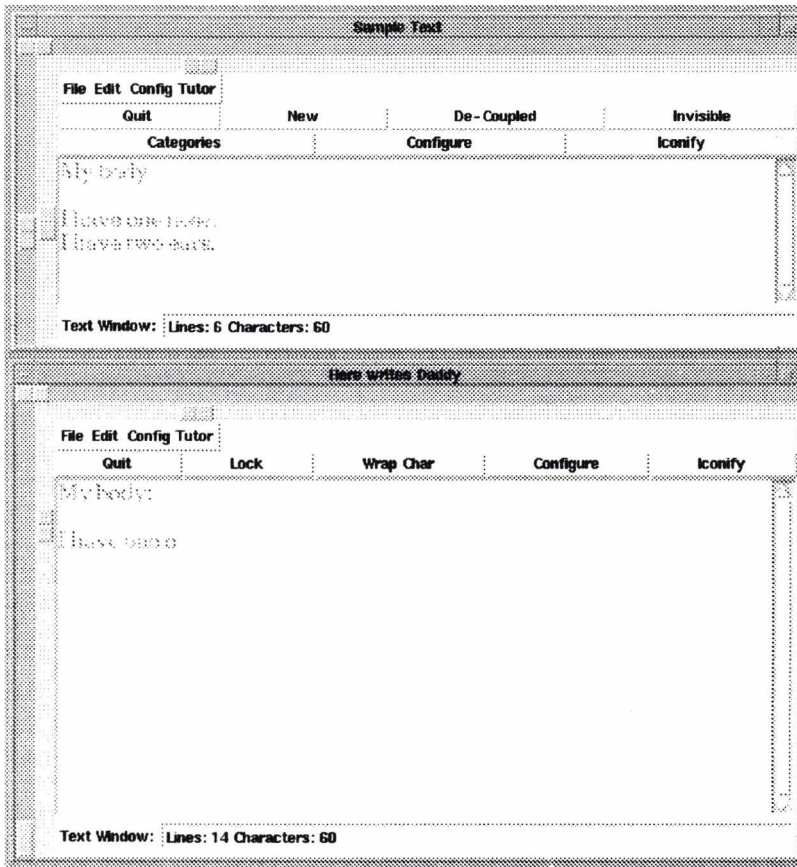 Sample Text
File Edit Config Tutor
Quit New De-Coupled Invisible
Categories Configure Iconify
My body
I have one nose.
I have two ears.
Text Window: Lines: 6 Characters: 60
Here writes Daddy
File Edit Config Tutor
Quit Lock Wrap Char Configure Iconify
My body:
I have one o
Text Window: Lines: 14 Characters: 60